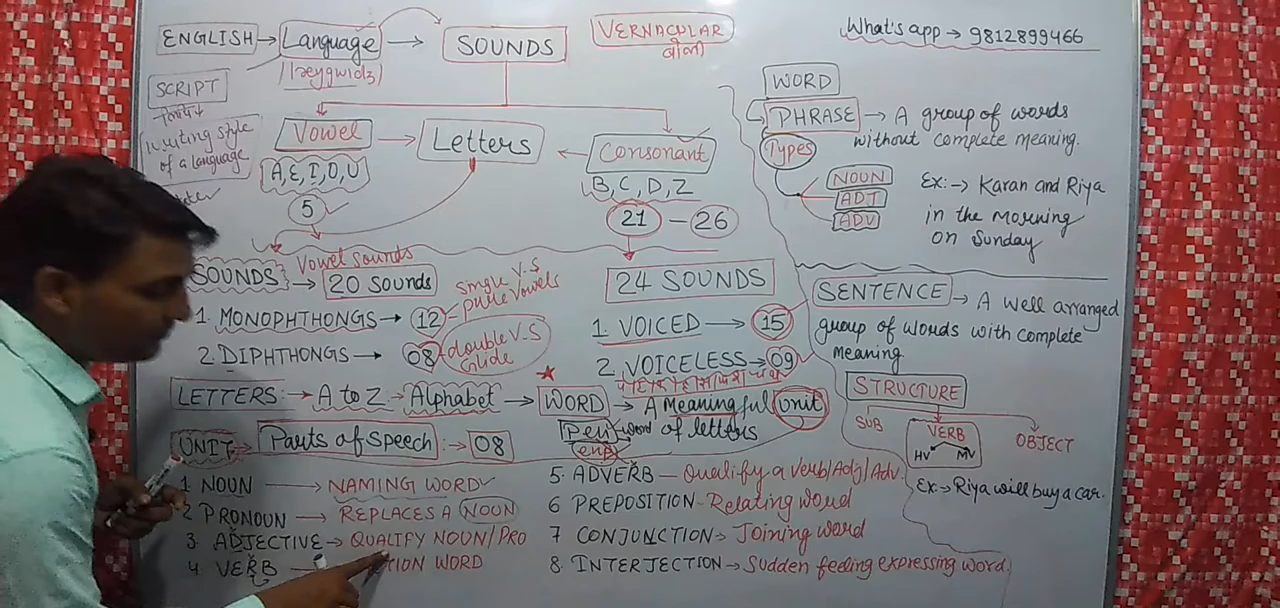 ENGLISH → Language → SOUNDS
VERNACULAR
बोली
What's app → 9812899466
SCRIPT
लिपि
Writing style
of a language
Vowel → Letters ← Consonant
A, E, I, O, U
5
B, C, D, Z
21 – 26
WORD
PHRASE → A group of words
without complete meaning.
Types
NOUN
ADJ
ADV
Ex:→ Karan and Riya
in the morning
on Sunday
Vowel sounds
SOUNDS → 20 Sounds
1. MONOPHTHONGS → 12
single V.S
pure vowels
2. DIPHTHONGS → 08
double V.S
Glide
24 SOUNDS
1. VOICED → 15
2. VOICELESS → 09
SENTENCE → A well arranged
group of words with complete
meaning
STRUCTURE
SUB
VERB
HV MV
OBJECT
Ex → Riya will buy a car.
LETTERS → A to Z → Alphabet → WORD → A Meaningful Unit
of letters
Pen → word
enp
UNIT → Parts of Speech → 08
1 NOUN → NAMING WORD
2 PRONOUN → REPLACES A NOUN
3. ADJECTIVE → QUALIFY NOUN/PRO
4. VERB → TION WORD
5. ADVERB – Qualify a verb/Adj/Adv.
6 PREPOSITION - Relating word
7 CONJUNCTION → Joining word
8. INTERJECTION → Sudden feeling expressing word.